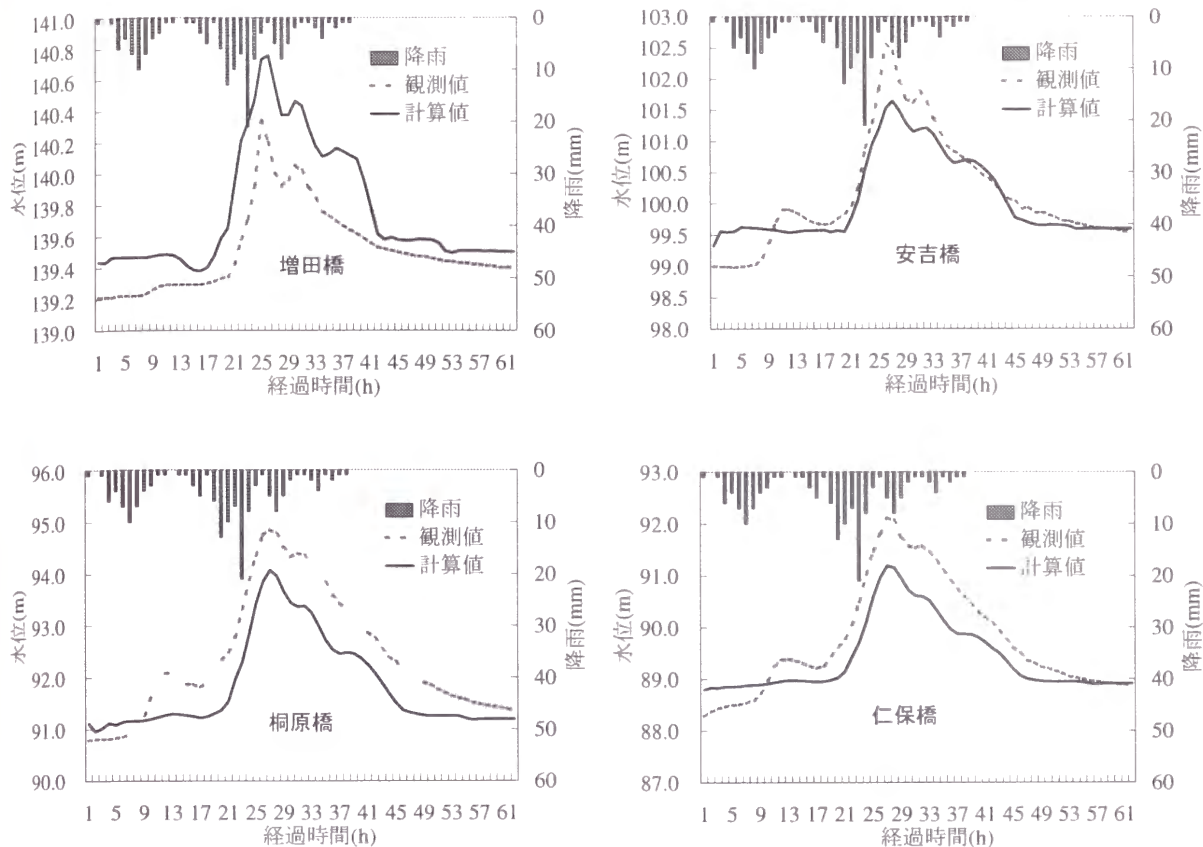 141.0
140.8
140.6
140.4
140.2
140.0
139.8
139.6
139.4
139.2
139.0
水位(m)
降雨
観測値
計算値
増田橋
0
10
20
30
40
50
60
降雨(mm)
1 5 9 13 17 21 25 29 33 37 41 45 49 53 57 61
経過時間(h)
103.0
102.5
102.0
101.5
101.0
100.5
100.0
99.5
99.0
98.5
98.0
水位(m)
降雨
観測値
計算値
安吉橋
0
10
20
30
40
50
60
降雨(mm)
1 5 9 13 17 21 25 29 33 37 41 45 49 53 57 61
経過時間(h)
96.0
95.0
94.0
93.0
92.0
91.0
90.0
水位(m)
降雨
観測値
計算値
桐原橋
0
10
20
30
40
50
60
降雨(mm)
1 5 9 13 17 21 25 29 33 37 41 45 49 53 57 61
経過時間(h)
93.0
92.0
91.0
90.0
89.0
88.0
87.0
水位(m)
降雨
観測値
計算値
仁保橋
0
10
20
30
40
50
60
降雨(mm)
1 5 9 13 17 21 25 29 33 37 41 45 49 53 57 61
経過時間(h)